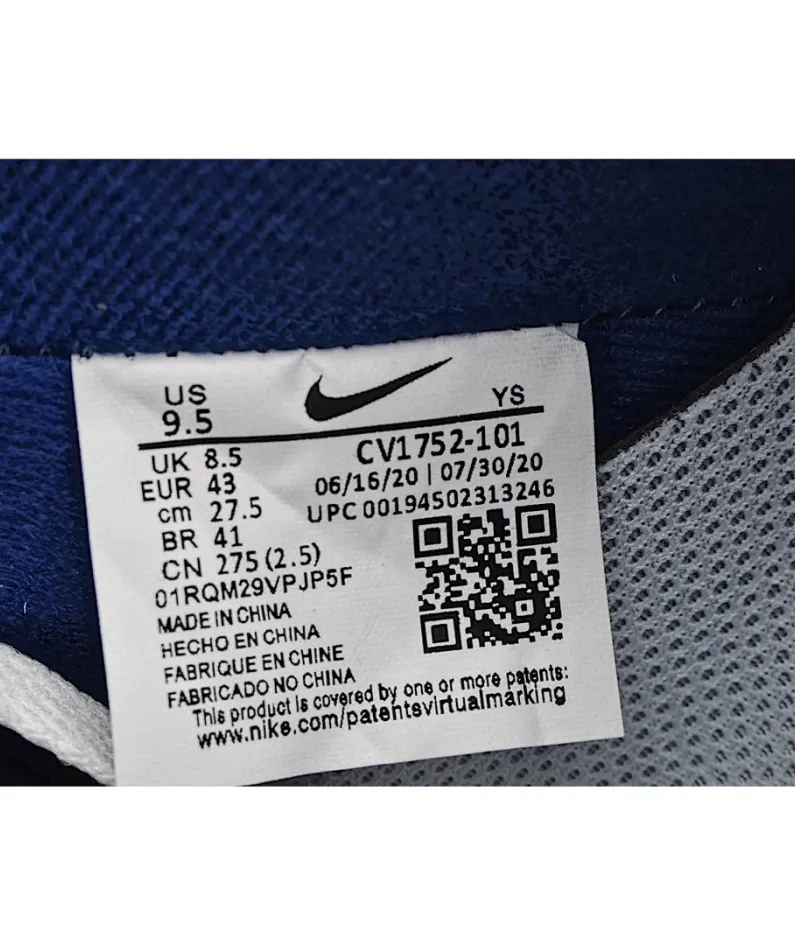 US
9.5
YS
UK 8.5
EUR 43
cm 27.5
BR 41
CN 275 (2.5)
CV1752-101
06/16/20 | 07/30/20
UPC 00194502313246
01RQM29VPJP5F
MADE IN CHINA
HECHO EN CHINA
FABRIQUE EN CHINE
FABRICADO NO CHINA
This product is covered by one or more patents:
www.nike.com/patentsvirtualmarking